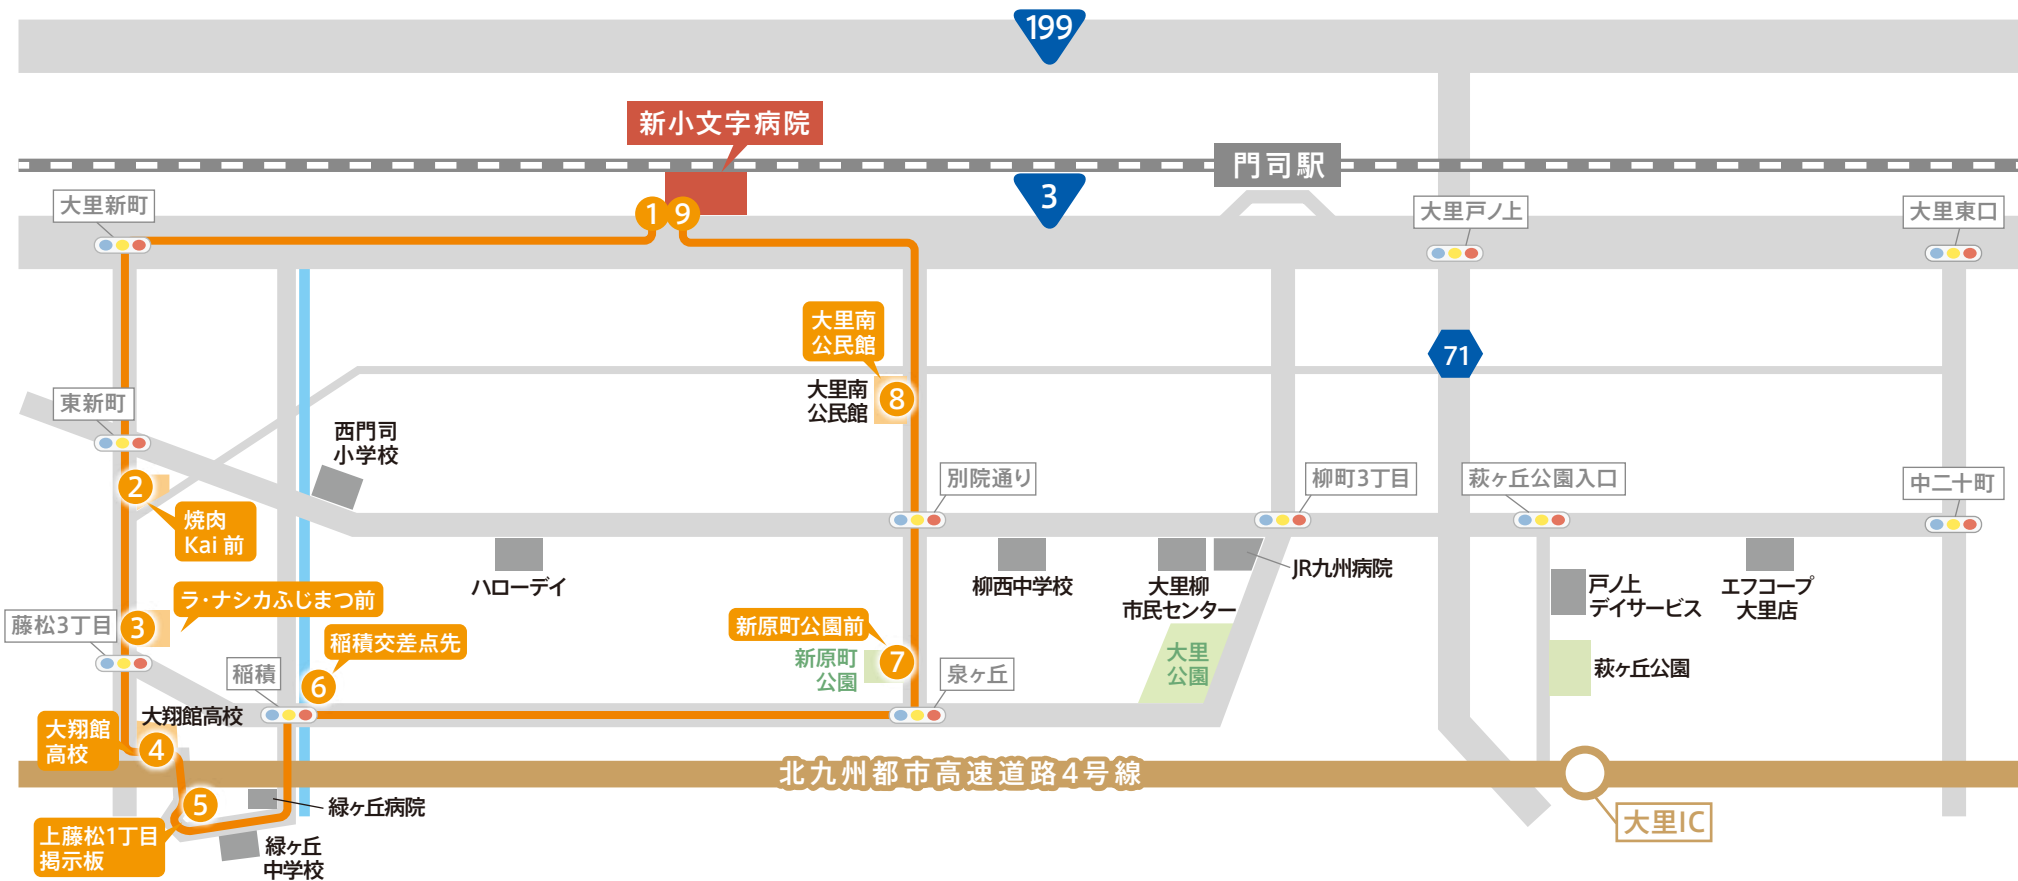 199
新小文字病院
門司駅
3
大里新町
1
9
大里戸ノ上
大里東口
大里南
公民館
71
大里南
公民館
8
東新町
西門司
小学校
2
焼肉
Kai 前
別院通り
柳町3丁目
萩ヶ丘公園入口
中二十町
ハローデイ
柳西中学校
大里柳
市民センター
JR九州病院
戸ノ上
デイサービス
エフコープ
大里店
ラ・ナシカふじまつ前
藤松3丁目
3
稲積交差点先
新原町公園前
新原町
公園
7
大里
公園
萩ヶ丘公園
稲積
6
泉ヶ丘
大翔館高校
大翔館
高校
4
北九州都市高速道路4号線
5
緑ヶ丘病院
大里IC
上藤松1丁目
掲示板
緑ヶ丘
中学校